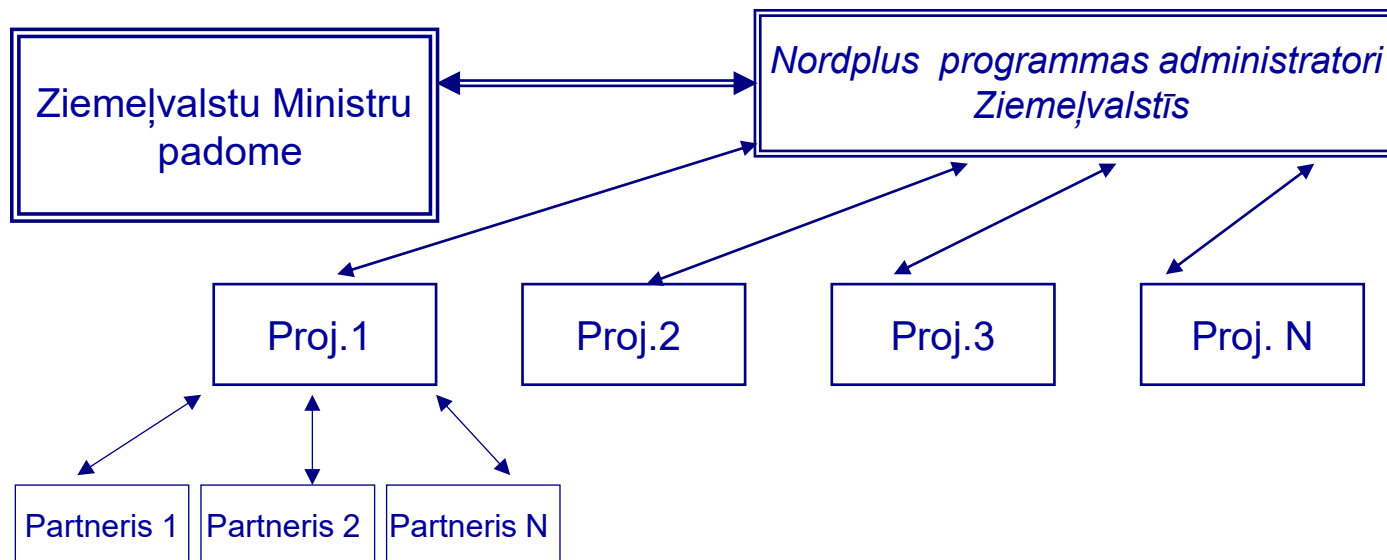 Ziemeļvalstu Ministru
padome
Nordplus programmas administratori
Ziemeļvalstīs
Proj.1
Proj.2
Proj.3
Proj. N
Partneris 1
Partneris 2
Partneris N